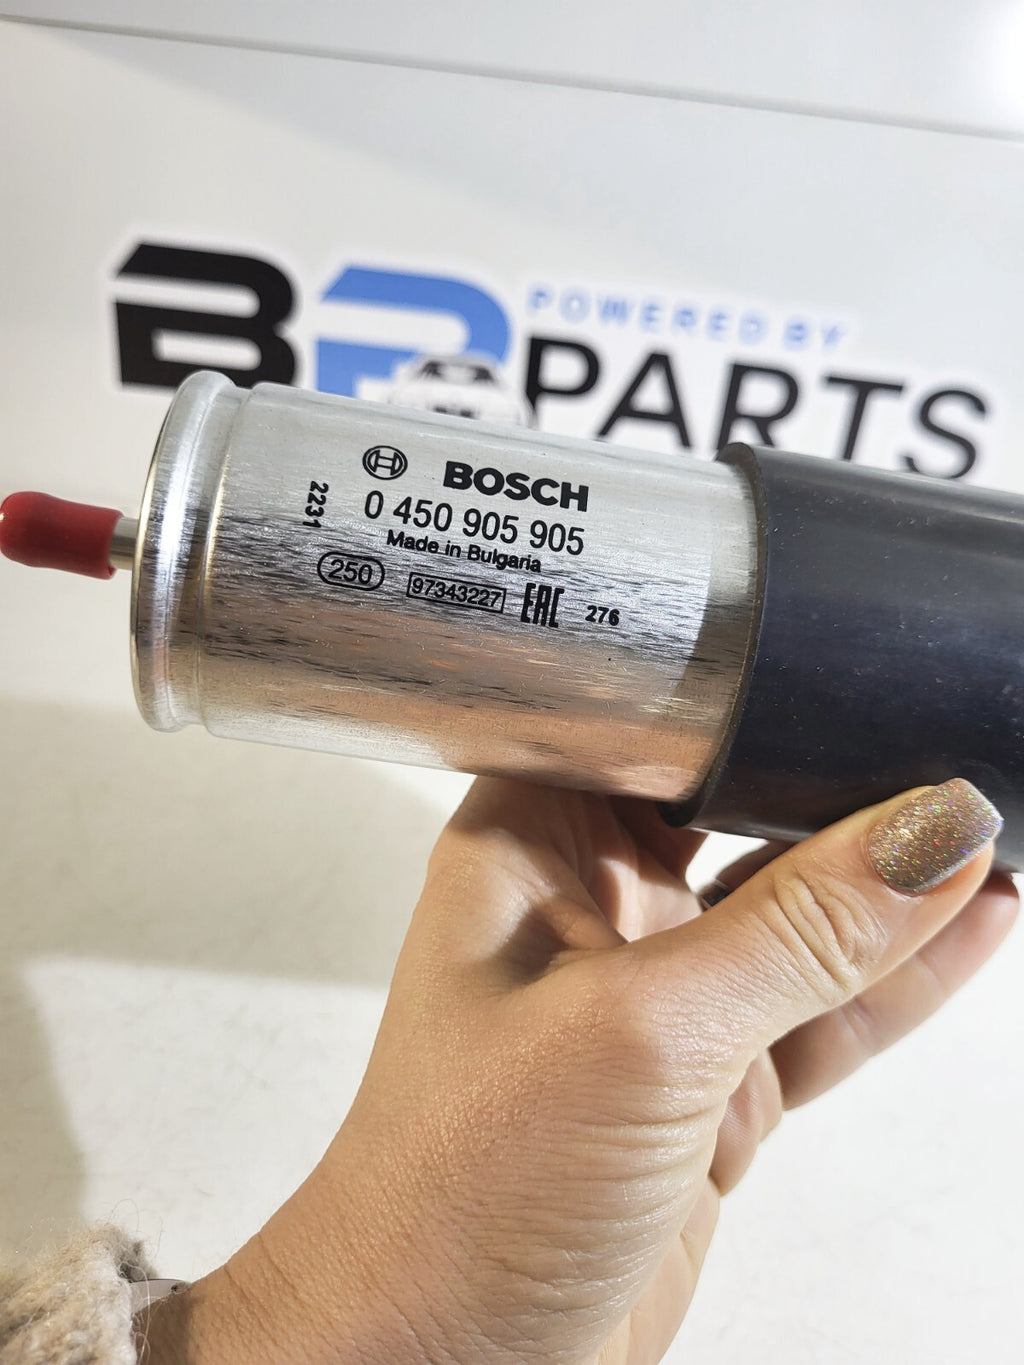 BP POWERED BY
PARTS
BOSCH
0 450 905 905
Made in Bulgaria
2231
250 97343227 EAC 276